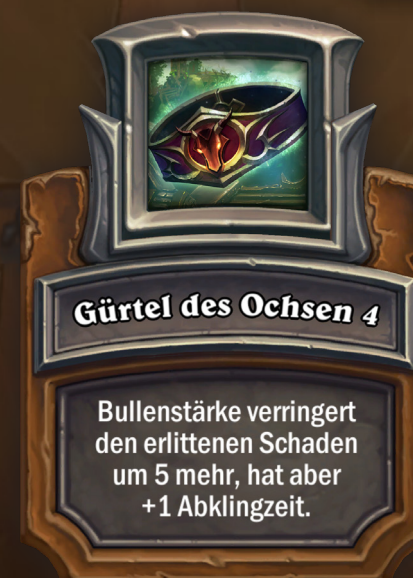 Gürtel des Ochsen 4
Bullenstärke verringert
den erlittenen Schaden
um 5 mehr, hat aber
+1 Abklingzeit.